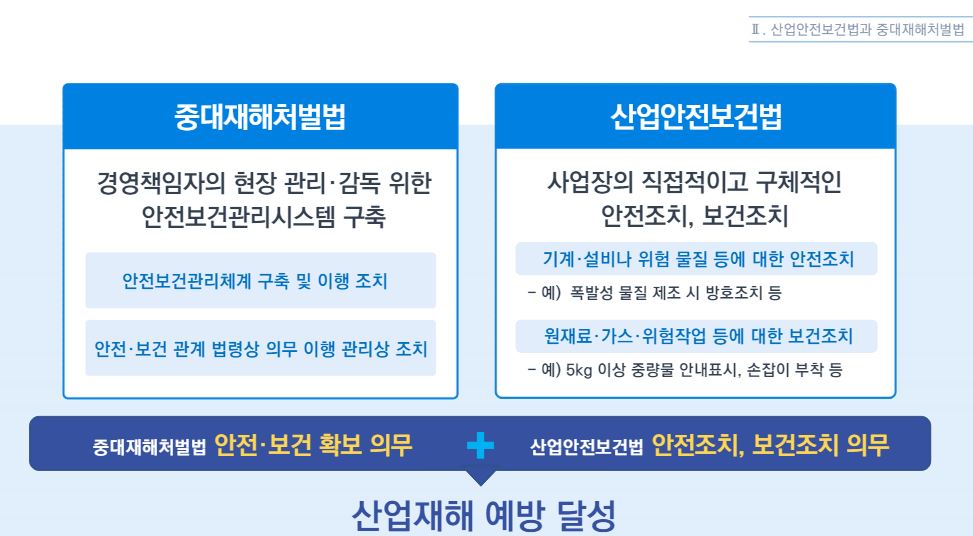 Ⅱ. 산업안전보건법과 중대재해처벌법
중대재해처벌법
경영책임자의 현장 관리·감독 위한
안전보건관리시스템 구축
안전보건관리체계 구축 및 이행 조치
안전·보건 관계 법령상 의무 이행 관리상 조치
산업안전보건법
사업장의 직접적이고 구체적인
안전조치, 보건조치
기계·설비나 위험 물질 등에 대한 안전조치
- 예) 폭발성 물질 제조 시 방호조치 등
원재료·가스·위험작업 등에 대한 보건조치
- 예) 5kg 이상 중량물 안내표시, 손잡이 부착 등
중대재해처벌법 안전·보건 확보 의무 + 산업안전보건법 안전조치, 보건조치 의무
산업재해 예방 달성